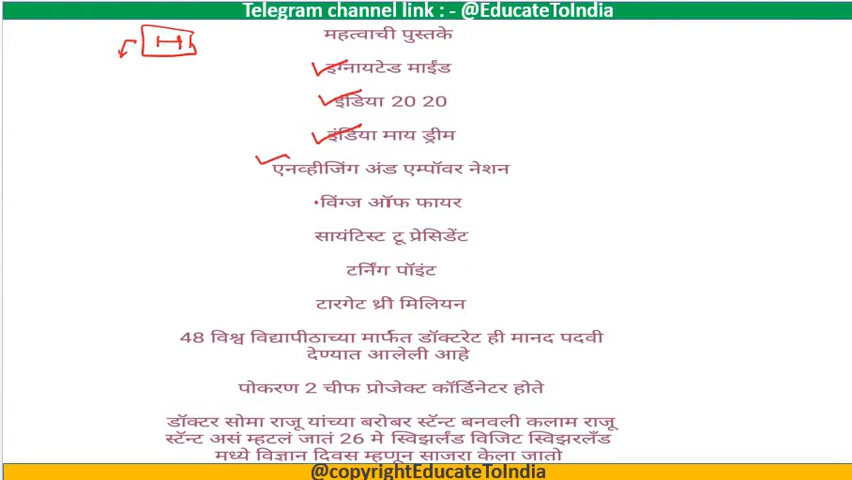 Telegram channel link : - @EducateToIndia
H
महत्वाची पुस्तके
इग्नायटेड माईंड
इंडिया 20 20
इंडिया माय ड्रीम
एनव्हीजिंग अंड एम्पॉवर नेशन
विंग्ज ऑफ फायर
सायंटिस्ट टू प्रेसिडेंट
टर्निंग पॉइंट
टारगेट थ्री मिलियन
48 विश्व विद्यापीठाच्या मार्फत डॉक्टरेट ही मानद पदवी
देण्यात आलेली आहे
पोकरण 2 चीफ प्रोजेक्ट कॉर्डिनेटर होते
डॉक्टर सोमा राजू यांच्या बरोबर स्टॅन्ट बनवली कलाम राजू
स्टॅन्ट असं म्हटलं जातं 26 मे स्विझर्लंड विजिट स्विझरलँड
मध्ये विज्ञान दिवस म्हणून साजरा केला जातो
@copyrightEducateToIndia